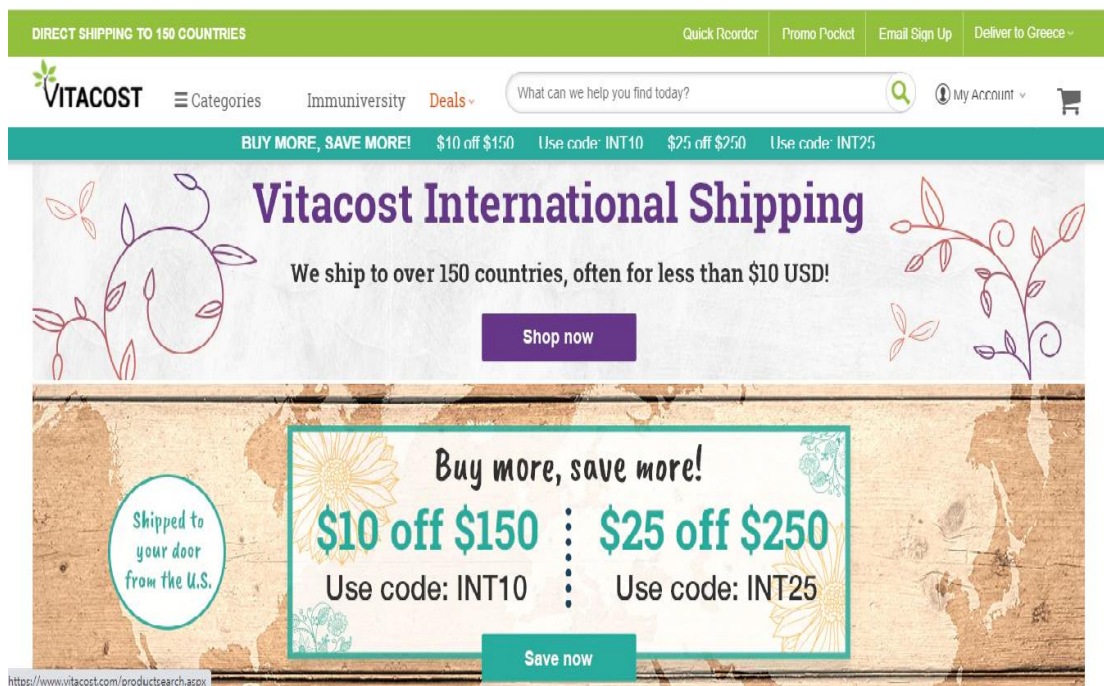 DIRECT SHIPPING TO 150 COUNTRIES Quick Reorder Promo Pocket Email Sign Up Deliver to Greece
VITACOST Categories Immuniversity Deals What can we help you find today? My Account
BUY MORE, SAVE MORE! $10 off $150 Use code: INT10 $25 off $250 Use code: INT25
Vitacost International Shipping
We ship to over 150 countries, often for less than $10 USD!
Shop now
Buy more, save more!
$10 off $150 $25 off $250
Use code: INT10 Use code: INT25
Shipped to
your door
from the U.S.
Save now
https://www.vitacost.com/productsearch.aspx